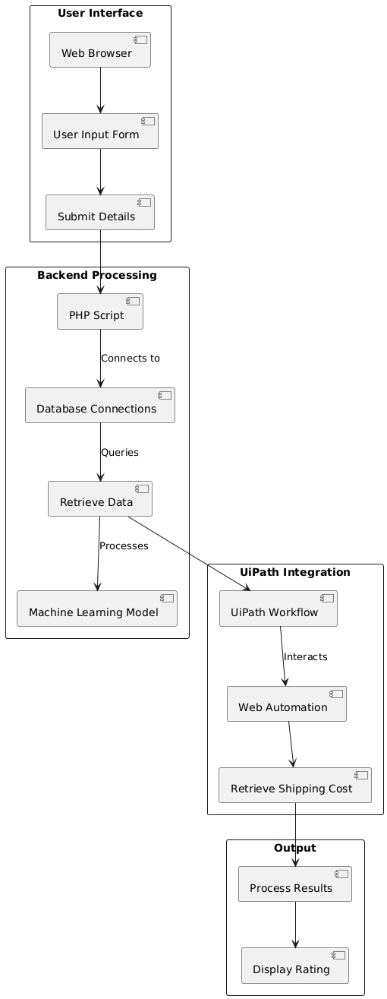 User Interface
Web Browser
User Input Form
Submit Details
Backend Processing
PHP Script
Connects to
Database Connections
Queries
Retrieve Data
Processes
Machine Learning Model
UiPath Integration
UiPath Workflow
Interacts
Web Automation
Retrieve Shipping Cost
Output
Process Results
Display Rating